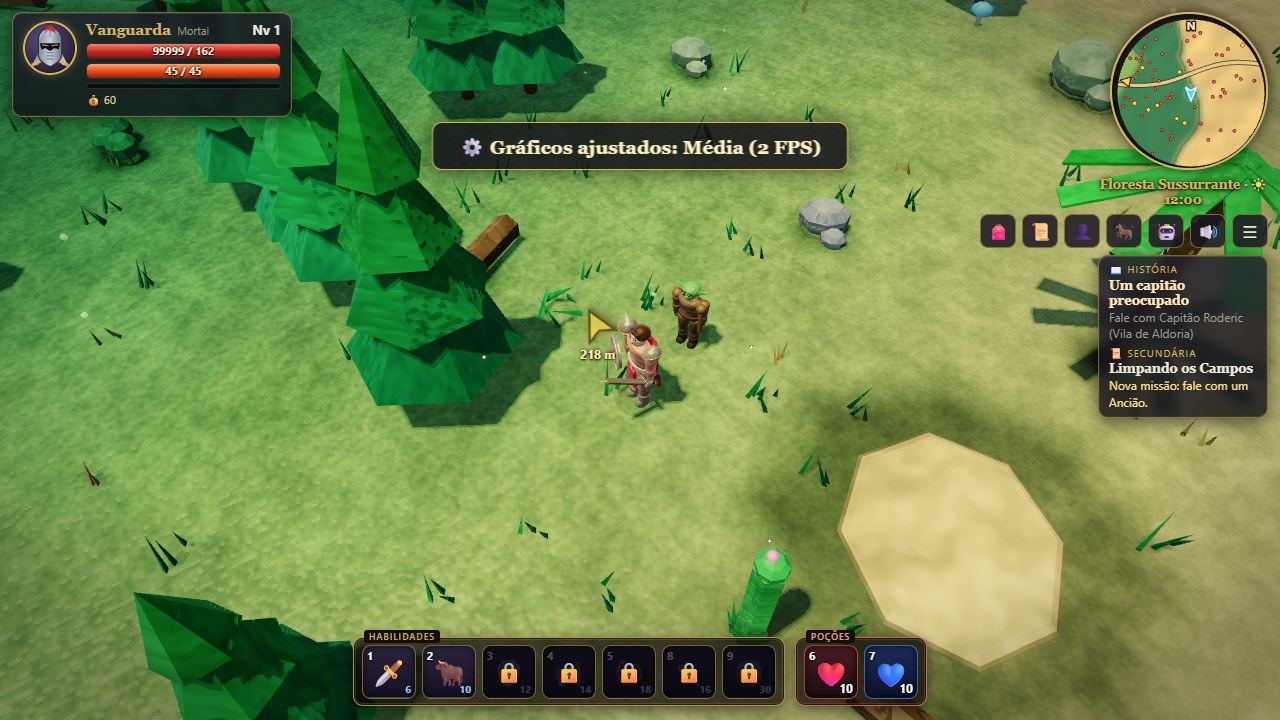 Vanguarda Mortal Nv 1
99999 / 162
45 / 45
60
Gráficos ajustados: Média (2 FPS)
N
Floresta Sussurrante ·
12:00
HISTÓRIA
Um capitão
preocupado
Fale com Capitão Roderic
(Vila de Aldoria)
SECUNDÁRIA
Limpando os Campos
Nova missão: fale com um
Ancião.
218 m
HABILIDADES
1 6
2 10
3 12
4 14
5 18
8 16
9 30
POÇÕES
6 10
7 10